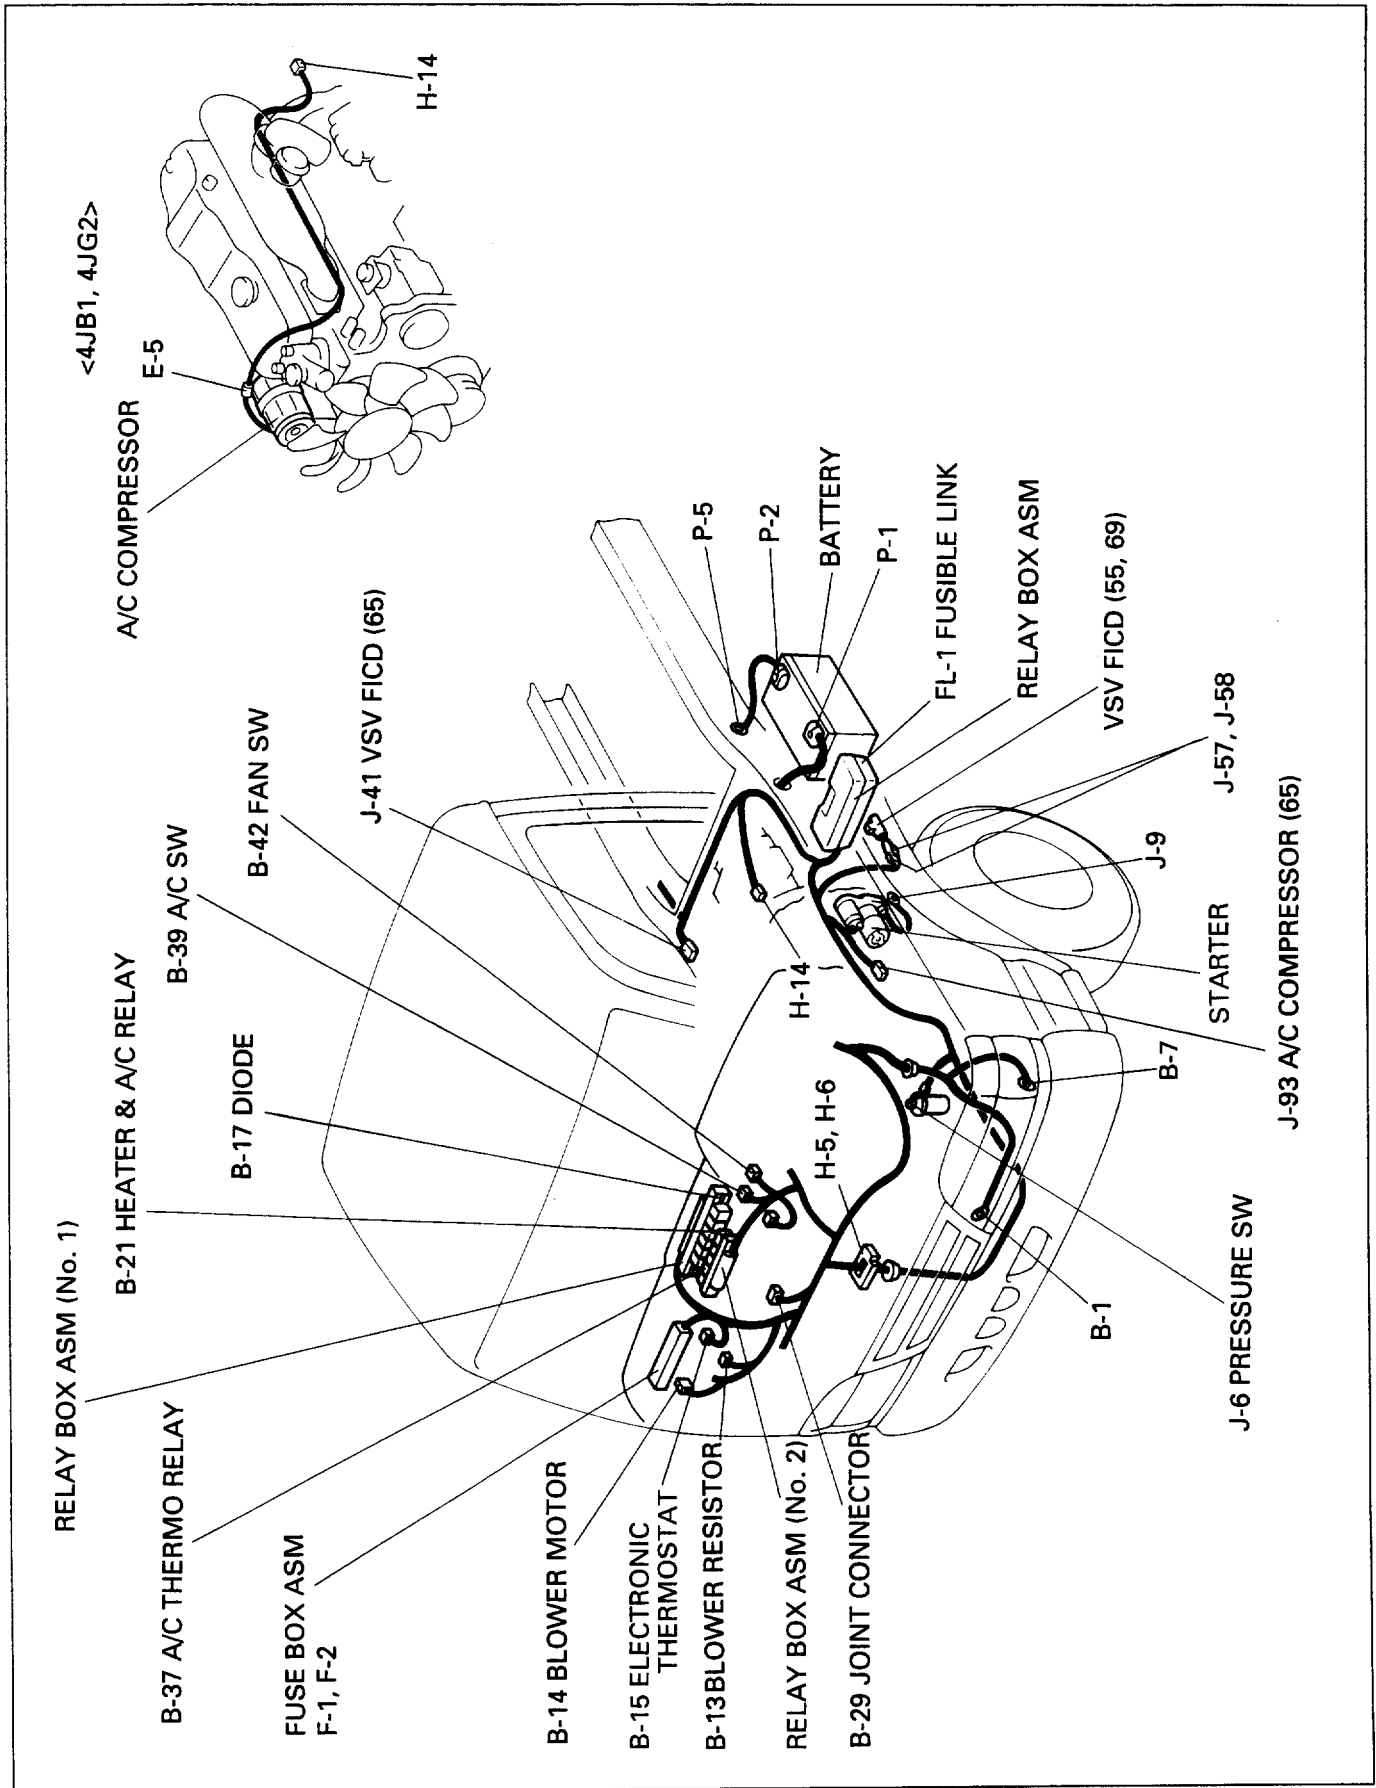 RELAY BOX ASM (No. 1)
B-21 HEATER & A/C RELAY
B-39 A/C SW
B-17 DIODE
B-42 FAN SW
J-41 VSV FICD (65)
A/C COMPRESSOR
<4JB1, 4JG2>
E-5
H-14
B-37 A/C THERMO RELAY
FUSE BOX ASM
F-1, F-2
B-14 BLOWER MOTOR
B-15 ELECTRONIC
THERMOSTAT
B-13 BLOWER RESISTOR
RELAY BOX ASM (No. 2)
B-29 JOINT CONNECTOR
H-5, H-6
H-14
P-5
P-2
BATTERY
P-1
FL-1 FUSIBLE LINK
RELAY BOX ASM
VSV FICD (55, 69)
J-57, J-58
J-9
STARTER
J-93 A/C COMPRESSOR (65)
B-7
B-1
J-6 PRESSURE SW